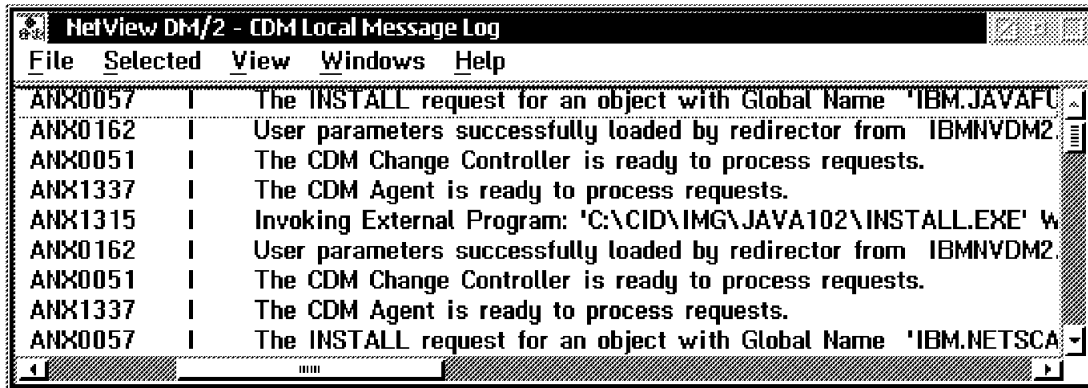 NetView DM/2 - CDM Local Message Log
File Selected View Windows Help
ANX0057 I The INSTALL request for an object with Global Name 'IBM.JAVAFU
ANX0162 I User parameters successfully loaded by redirector from IBMNVDM2.
ANX0051 I The CDM Change Controller is ready to process requests.
ANX1337 I The CDM Agent is ready to process requests.
ANX1315 I Invoking External Program: 'C:\CID\IMG\JAVA102\INSTALL.EXE' W
ANX0162 I User parameters successfully loaded by redirector from IBMNVDM2.
ANX0051 I The CDM Change Controller is ready to process requests.
ANX1337 I The CDM Agent is ready to process requests.
ANX0057 I The INSTALL request for an object with Global Name 'IBM.NETSCA